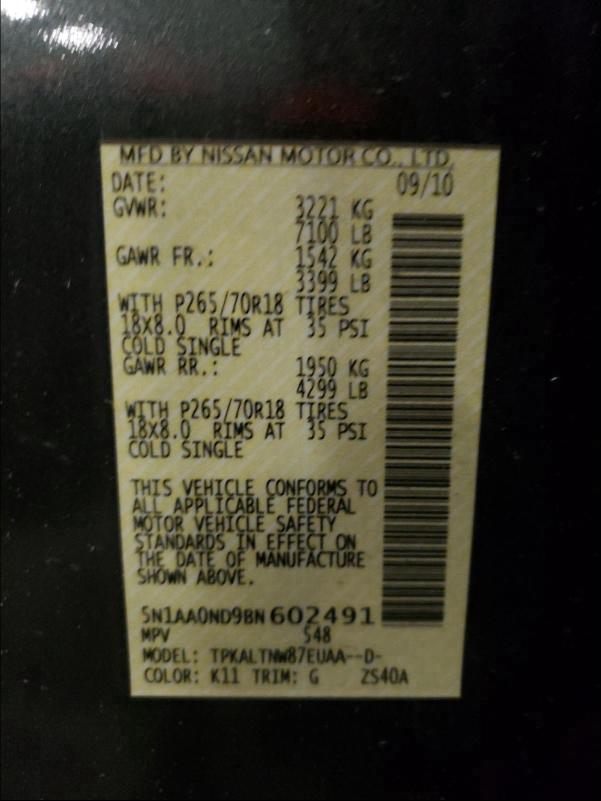 MFD BY NISSAN MOTOR CO., LTD.
DATE: 09/10
GVWR: 3221 KG
7100 LB
GAWR FR.: 1542 KG
3399 LB
WITH P265/70R18 TIRES
18X8.0 RIMS AT 35 PSI
COLD SINGLE
GAWR RR.: 1950 KG
4299 LB
WITH P265/70R18 TIRES
18X8.0 RIMS AT 35 PSI
COLD SINGLE
THIS VEHICLE CONFORMS TO
ALL APPLICABLE FEDERAL
MOTOR VEHICLE SAFETY
STANDARDS IN EFFECT ON
THE DATE OF MANUFACTURE
SHOWN ABOVE.
5N1AA0ND9BN602491
MPV S48
MODEL: TPKALTNW87EUAA--D-
COLOR: K11 TRIM: G ZS40A